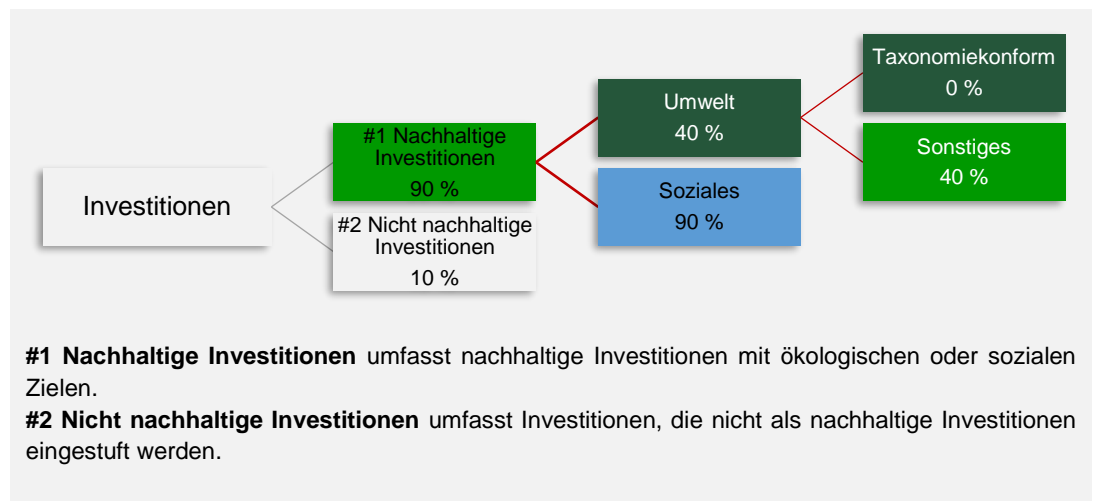 Investitionen
#1 Nachhaltige
Investitionen
90 %
#2 Nicht nachhaltige
Investitionen
10 %
Umwelt
40 %
Soziales
90 %
Taxonomiekonform
0 %
Sonstiges
40 %
#1 Nachhaltige Investitionen umfasst nachhaltige Investitionen mit ökologischen oder sozialen
Zielen.
#2 Nicht nachhaltige Investitionen umfasst Investitionen, die nicht als nachhaltige Investitionen
eingestuft werden.